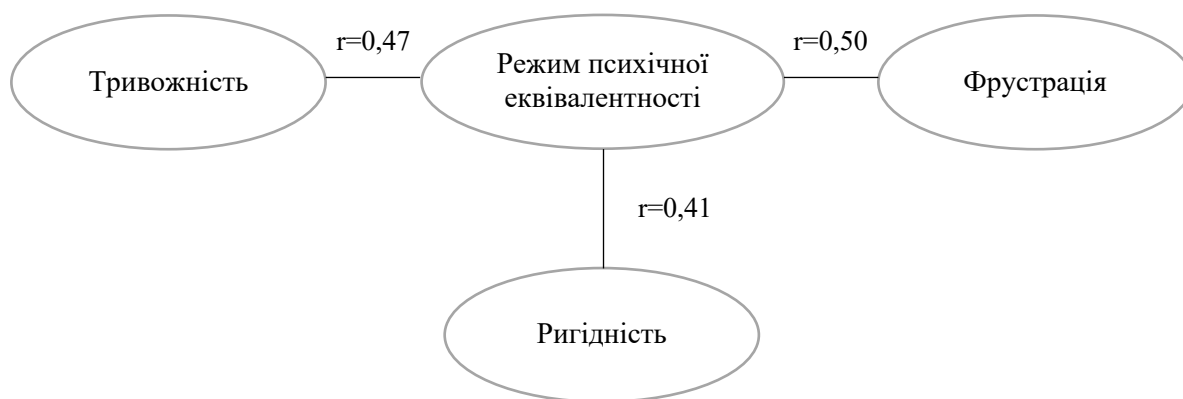 r=0,47
r=0,50
Тривожність
Режим психічної
еквівалентності
Фрустрація
r=0,41
Ригідність